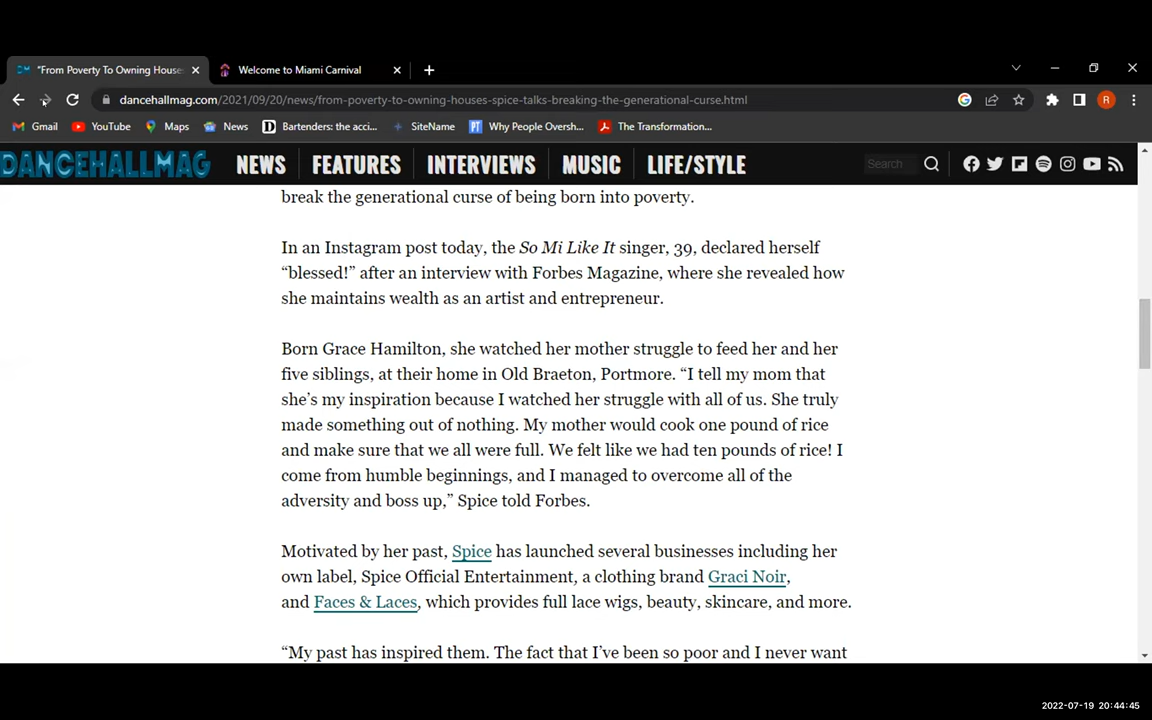 "From Poverty To Owning House
Welcome to Miami Carnival
dancehallmag.com/2021/09/20/news/from-poverty-to-owning-houses-spice-talks-breaking-the-generational-curse.html
R
Gmail
YouTube
Maps
News
Bartenders: the acci...
SiteName
Why People Oversh...
The Transformation...
DANCEHALLMAG
NEWS
FEATURES
INTERVIEWS
MUSIC
LIFE/STYLE
Search
break the generational curse of being born into poverty.
In an Instagram post today, the So Mi Like It singer, 39, declared herself
“blessed!” after an interview with Forbes Magazine, where she revealed how
she maintains wealth as an artist and entrepreneur.
Born Grace Hamilton, she watched her mother struggle to feed her and her
five siblings, at their home in Old Braeton, Portmore. “I tell my mom that
she’s my inspiration because I watched her struggle with all of us. She truly
made something out of nothing. My mother would cook one pound of rice
and make sure that we all were full. We felt like we had ten pounds of rice! I
come from humble beginnings, and I managed to overcome all of the
adversity and boss up,” Spice told Forbes.
Motivated by her past, Spice has launched several businesses including her
own label, Spice Official Entertainment, a clothing brand Graci Noir,
and Faces & Laces, which provides full lace wigs, beauty, skincare, and more.
“My past has inspired them. The fact that I’ve been so poor and I never want
2022-07-19 20:44:45